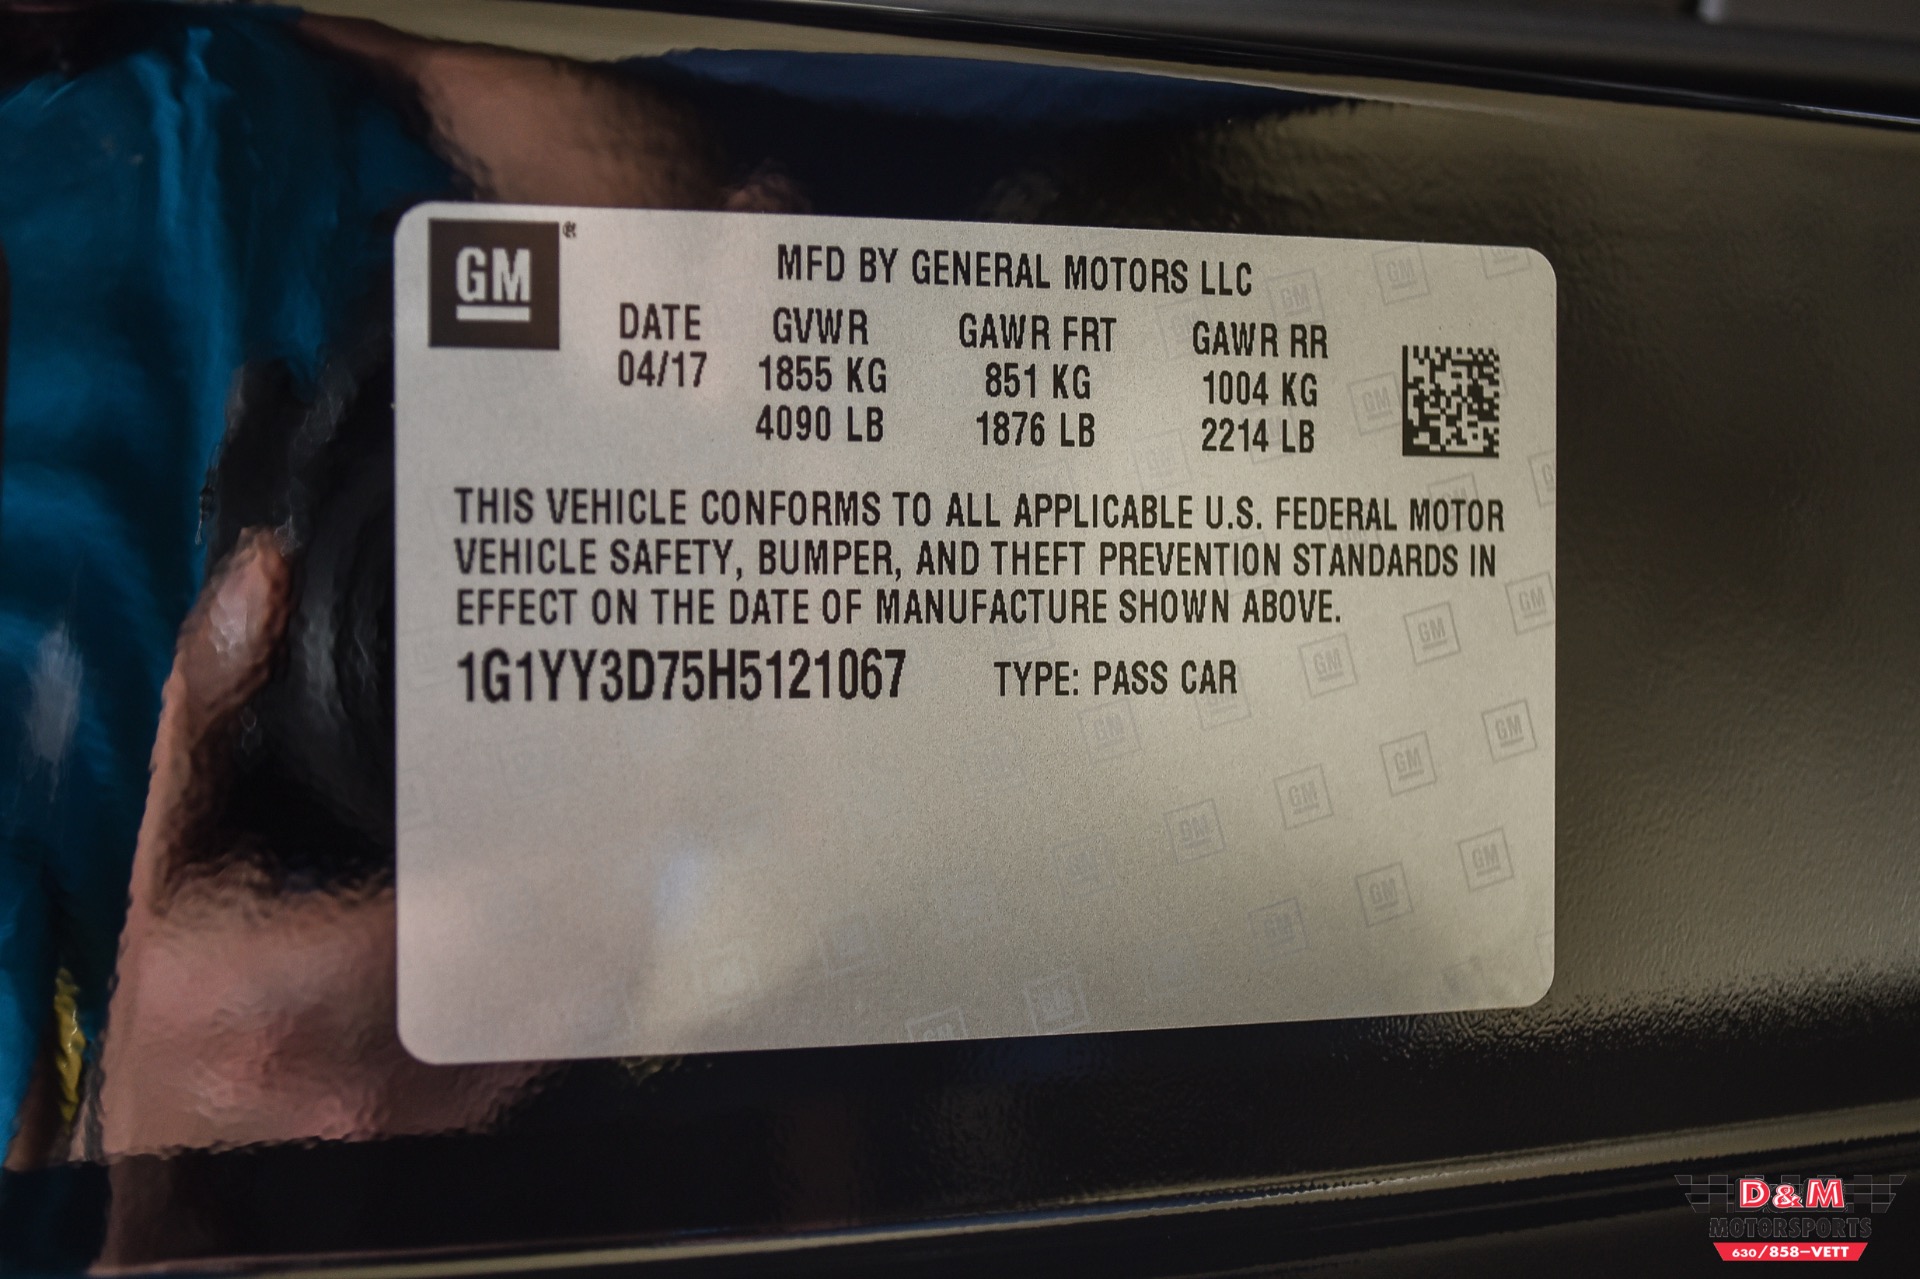 GM ®
MFD BY GENERAL MOTORS LLC
DATE GVWR GAWR FRT GAWR RR
04/17 1855 KG 851 KG 1004 KG
4090 LB 1876 LB 2214 LB
THIS VEHICLE CONFORMS TO ALL APPLICABLE U.S. FEDERAL MOTOR
VEHICLE SAFETY, BUMPER, AND THEFT PREVENTION STANDARDS IN
EFFECT ON THE DATE OF MANUFACTURE SHOWN ABOVE.
1G1YY3D75H5121067 TYPE: PASS CAR
D&M
MOTORSPORTS
630/858-VETT